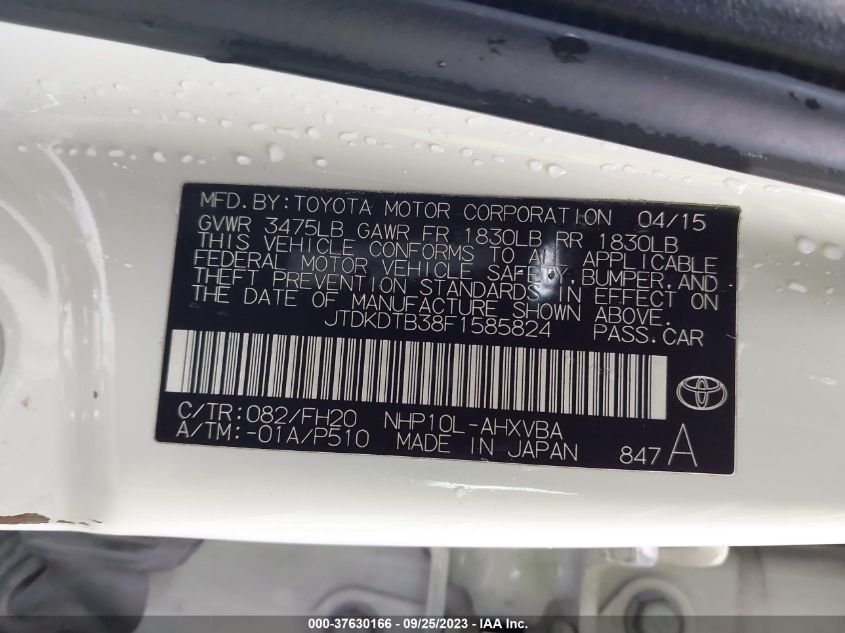 MFD.BY:TOYOTA MOTOR CORPORATION 04/15
GVWR 3475LB GAWR FR 1830LB RR 1830LB
THIS VEHICLE CONFORMS TO ALL APPLICABLE
FEDERAL MOTOR VEHICLE SAFETY,BUMPER,AND
THEFT PREVENTION STANDARDS IN EFFECT ON
THE DATE OF MANUFACTURE SHOWN ABOVE.
JTDKDTB38F1585824 PASS.CAR
C/TR:082/FH20 NHP10L-AHXVBA
A/TM:-01A/P510 MADE IN JAPAN 847A
000-37630166 - 09/25/2023 - IAA Inc.